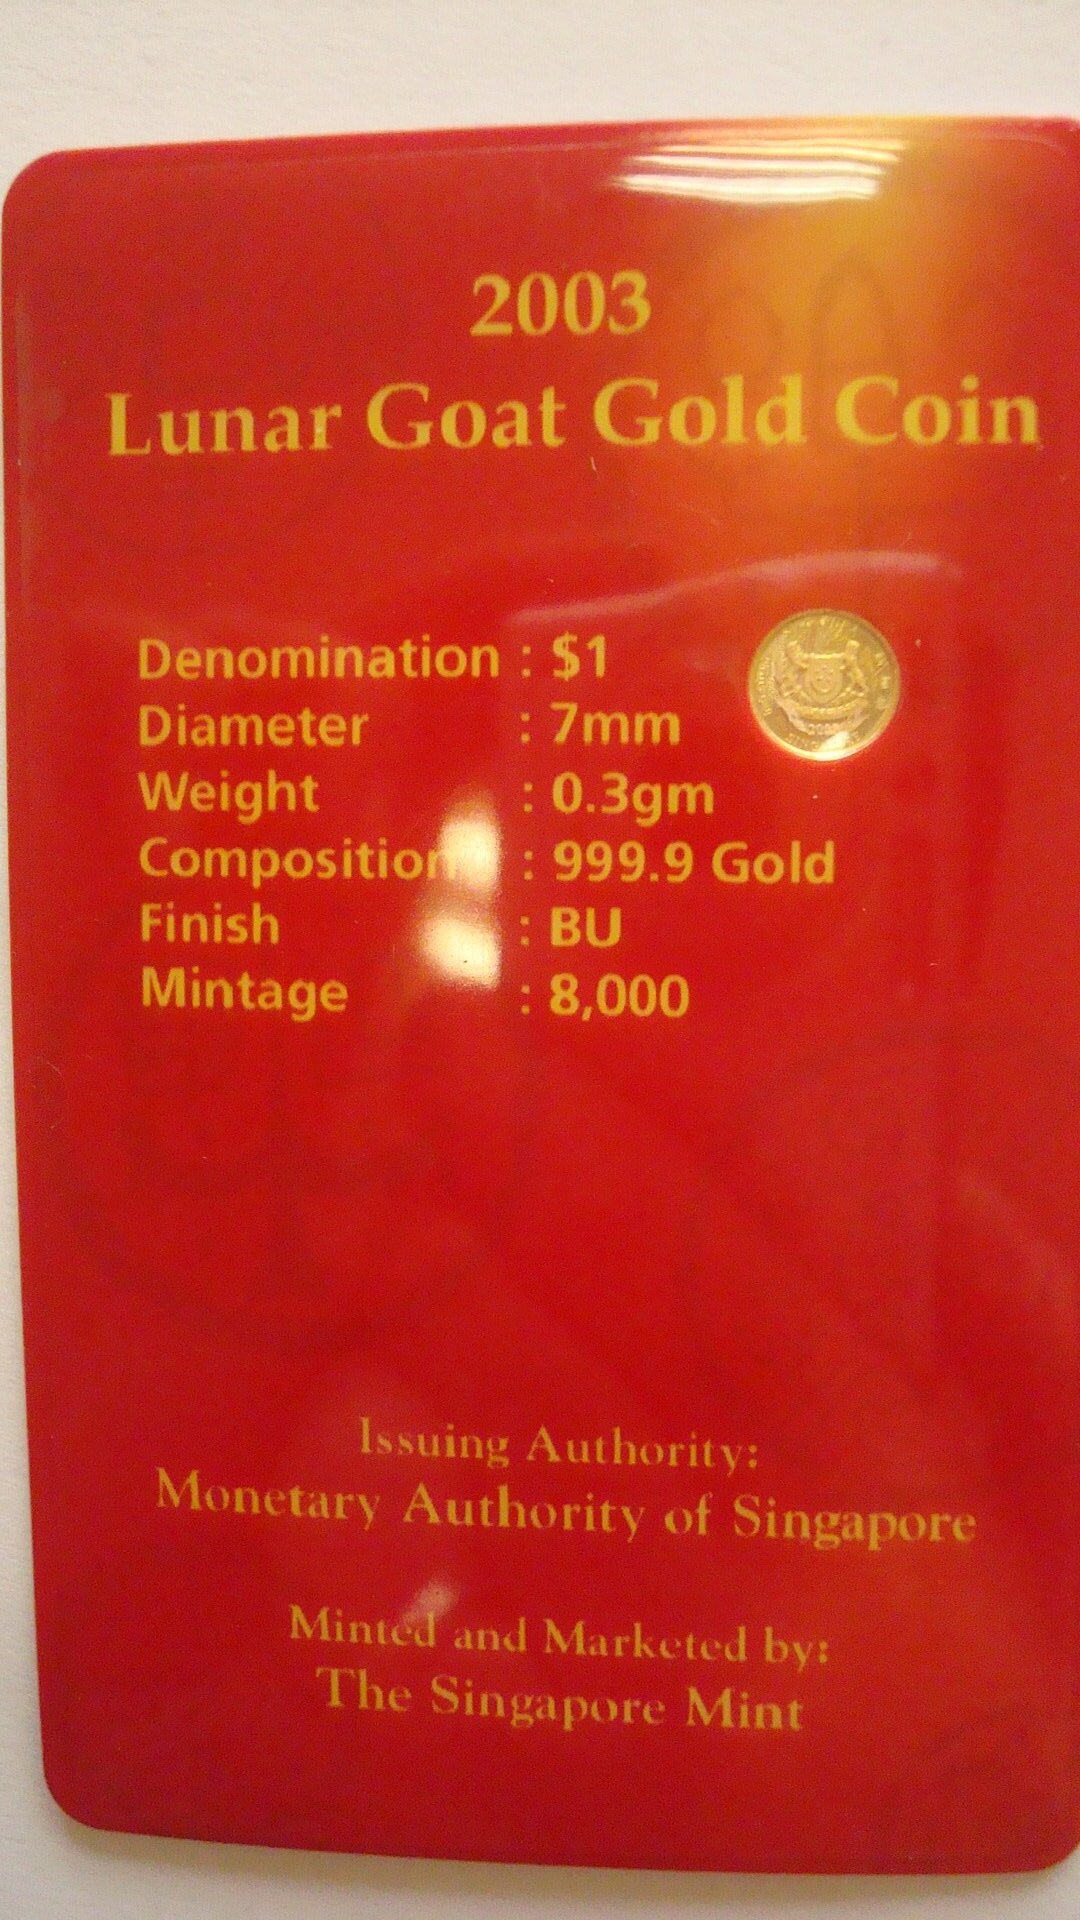 2003
Lunar Goat Gold Coin
Denomination : $1
Diameter : 7mm
Weight : 0.3gm
Composition : 999.9 Gold
Finish : BU
Mintage : 8,000
Issuing Authority:
Monetary Authority of Singapore
Minted and Marketed by:
The Singapore Mint